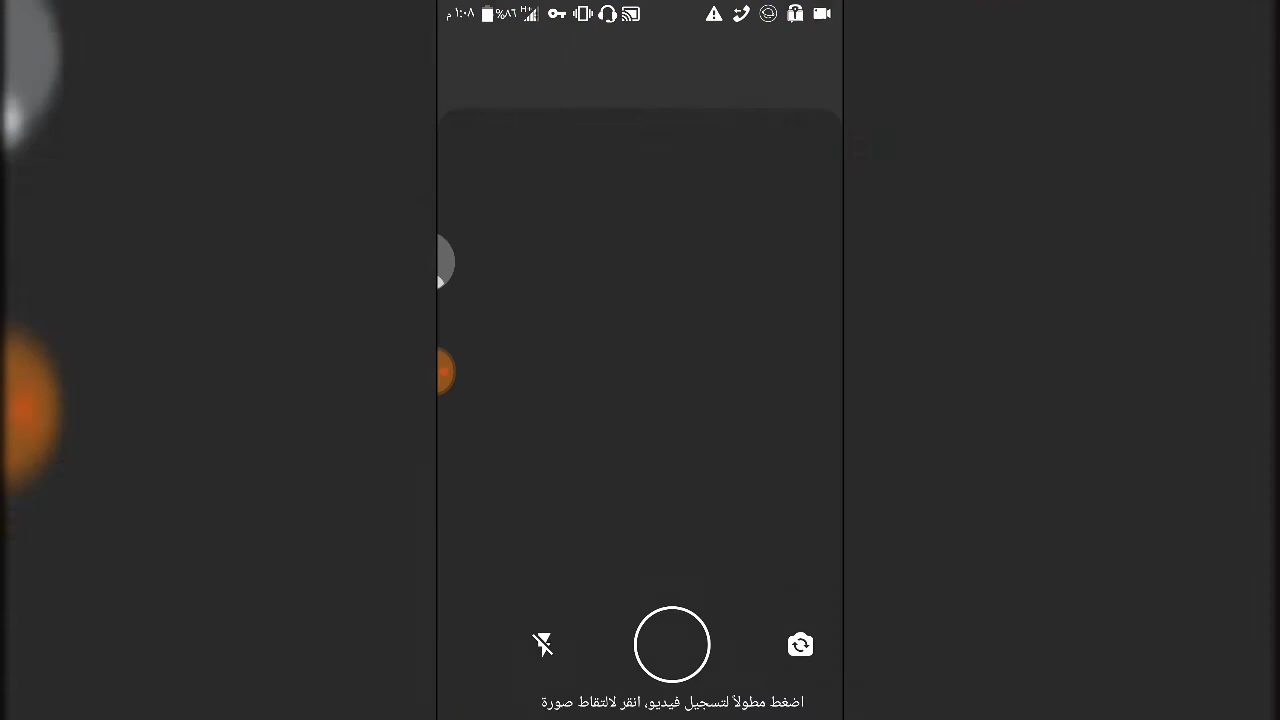 ١:٠٨ م ٨٦% H+
اضغط مطولاً لتسجيل فيديو، انقر لالتقاط صورة